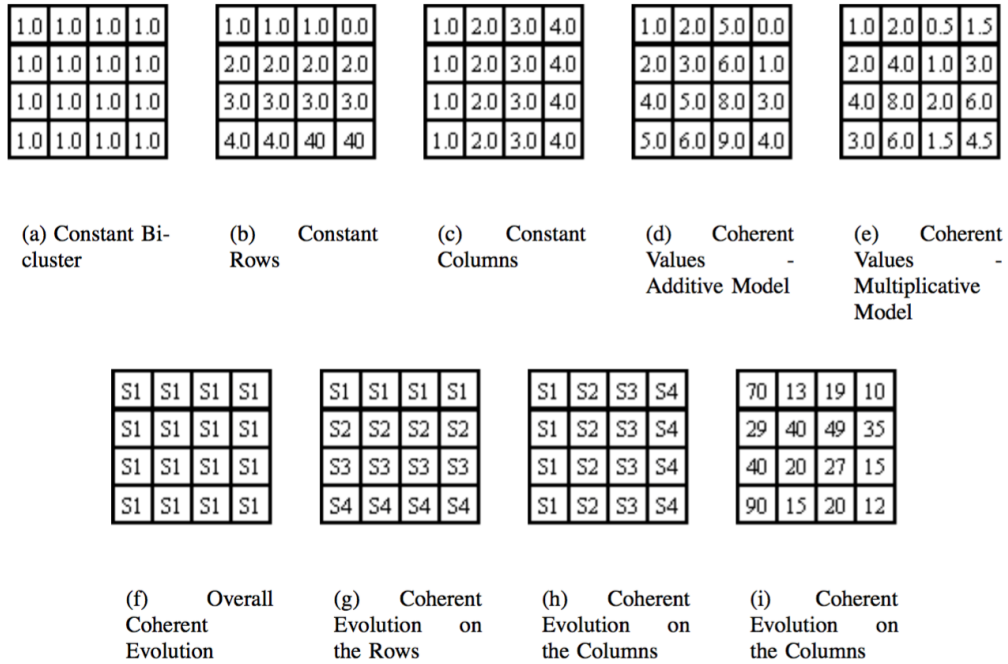 1.0 1.0 1.0 1.0 1.0 1.0 1.0 0.0 1.0 2.0 3.0 4.0 1.0 2.0 5.0 0.0 1.0 2.0 0.5 1.5
1.0 1.0 1.0 1.0 2.0 2.0 2.0 2.0 1.0 2.0 3.0 4.0 2.0 3.0 6.0 1.0 2.0 4.0 1.0 3.0
1.0 1.0 1.0 1.0 3.0 3.0 3.0 3.0 1.0 2.0 3.0 4.0 4.0 5.0 8.0 3.0 4.0 8.0 2.0 6.0
1.0 1.0 1.0 1.0 4.0 4.0 40 40 1.0 2.0 3.0 4.0 5.0 6.0 9.0 4.0 3.0 6.0 1.5 4.5
(a) Constant Bi-
cluster
(b) Constant
Rows
(c) Constant
Columns
(d) Coherent
Values -
Additive Model
(e) Coherent
Values -
Multiplicative
Model
S1 S1 S1 S1 S1 S1 S1 S1 S1 S2 S3 S4 70 13 19 10
S1 S1 S1 S1 S2 S2 S2 S2 S1 S2 S3 S4 29 40 49 35
S1 S1 S1 S1 S3 S3 S3 S3 S1 S2 S3 S4 40 20 27 15
S1 S1 S1 S1 S4 S4 S4 S4 S1 S2 S3 S4 90 15 20 12
(f) Overall
Coherent
Evolution
(g) Coherent
Evolution on
the Rows
(h) Coherent
Evolution on
the Columns
(i) Coherent
Evolution on
the Columns